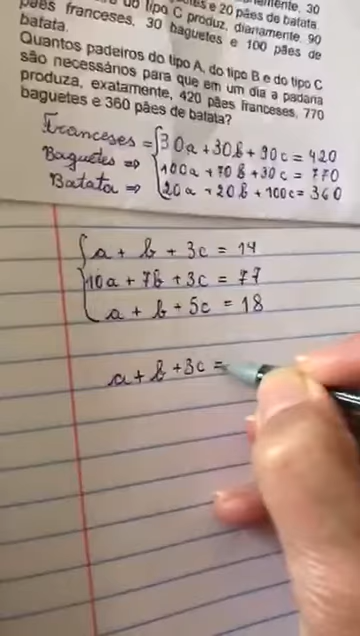 30
e 20 pães de batata
do tipo C produz, diariamente, 90
pães franceses, 30 baguetes e 100 pães de
batata.
Quantos padeiros do tipo A, do tipo B e do tipo C
são necessários para que em um dia a padaria
produza, exatamente, 420 pães franceses, 770
baguetes e 360 pães de batata?
Franceses = 30a + 30b + 90c = 420
Baguetes ⇒ 100a + 70b + 30c = 770
Batata ⇒ 20a + 20b + 100c = 360
a + b + 3c = 14
10a + 7b + 3c = 77
a + b + 5c = 18
a + b + 3c =